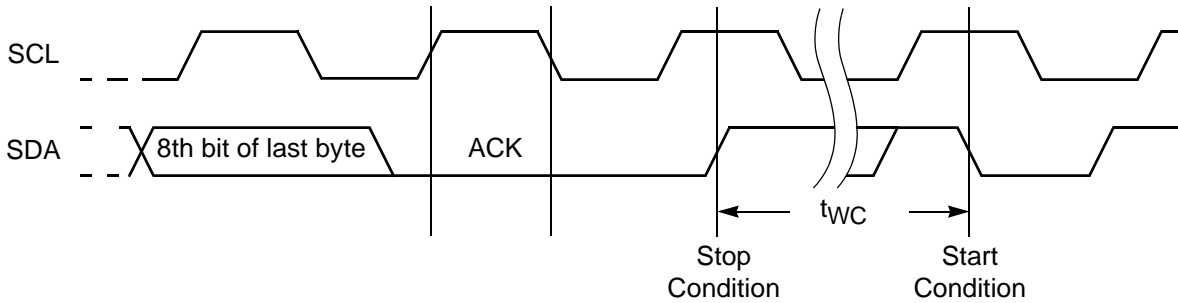 SCL
SDA
8th bit of last byte
ACK
tWC
Stop
Condition
Start
Condition